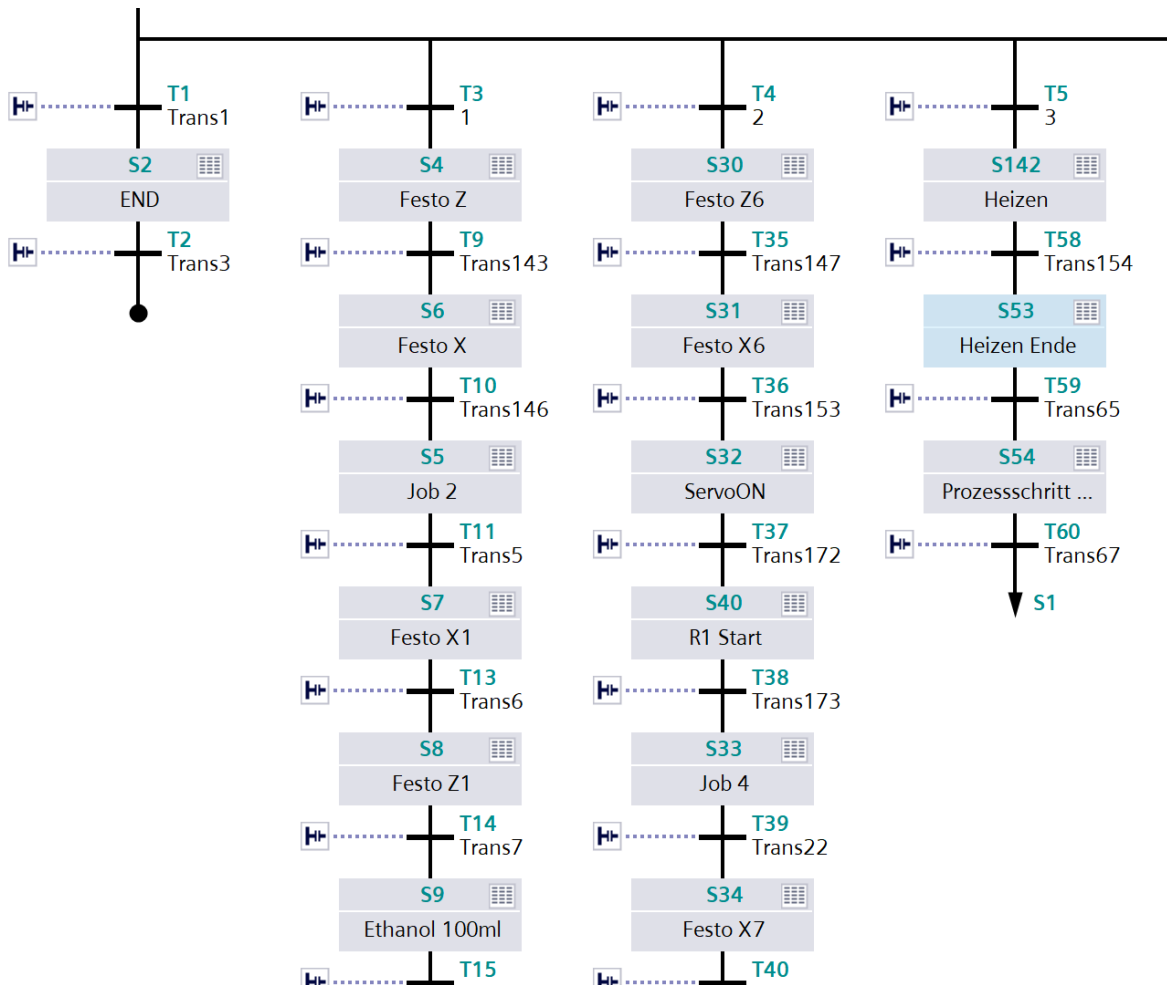 T1
Trans1
S2
END
T2
Trans3
T3
1
S4
Festo Z
T9
Trans143
S6
Festo X
T10
Trans146
S5
Job 2
T11
Trans5
S7
Festo X1
T13
Trans6
S8
Festo Z1
T14
Trans7
S9
Ethanol 100ml
T15
T4
2
S30
Festo Z6
T35
Trans147
S31
Festo X6
T36
Trans153
S32
ServoON
T37
Trans172
S40
R1 Start
T38
Trans173
S33
Job 4
T39
Trans22
S34
Festo X7
T40
T5
3
S142
Heizen
T58
Trans154
S53
Heizen Ende
T59
Trans65
S54
Prozessschritt ...
T60
Trans67
S1